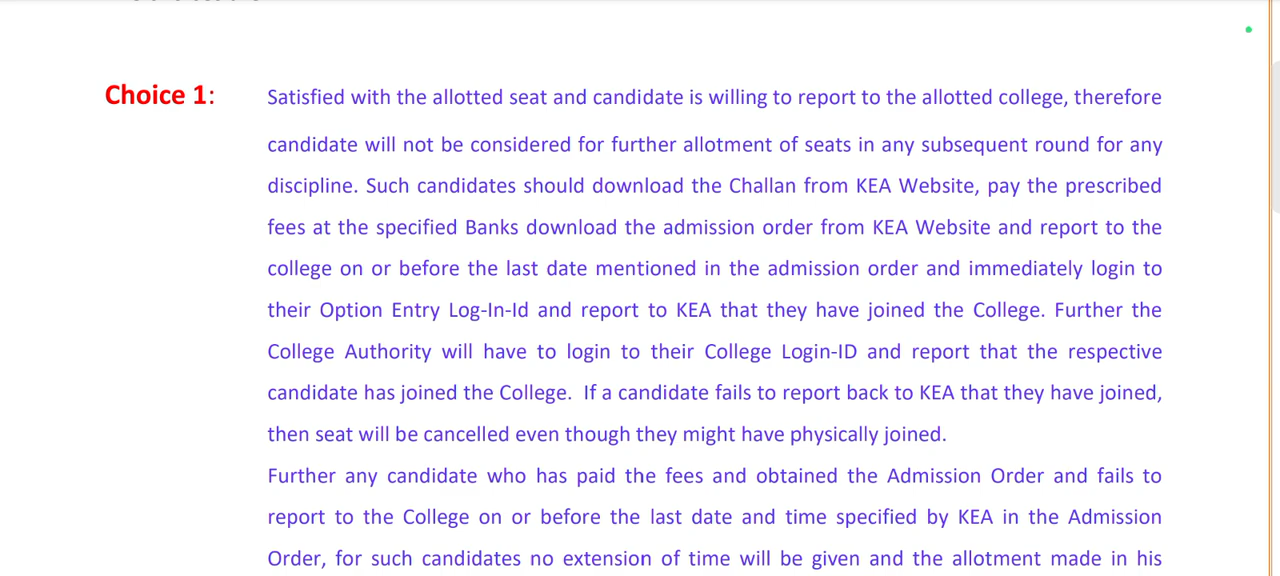 Choice 1: Satisfied with the allotted seat and candidate is willing to report to the allotted college, therefore
candidate will not be considered for further allotment of seats in any subsequent round for any
discipline. Such candidates should download the Challan from KEA Website, pay the prescribed
fees at the specified Banks download the admission order from KEA Website and report to the
college on or before the last date mentioned in the admission order and immediately login to
their Option Entry Log-In-Id and report to KEA that they have joined the College. Further the
College Authority will have to login to their College Login-ID and report that the respective
candidate has joined the College.  If a candidate fails to report back to KEA that they have joined,
then seat will be cancelled even though they might have physically joined.
Further any candidate who has paid the fees and obtained the Admission Order and fails to
report to the College on or before the last date and time specified by KEA in the Admission
Order, for such candidates no extension of time will be given and the allotment made in his